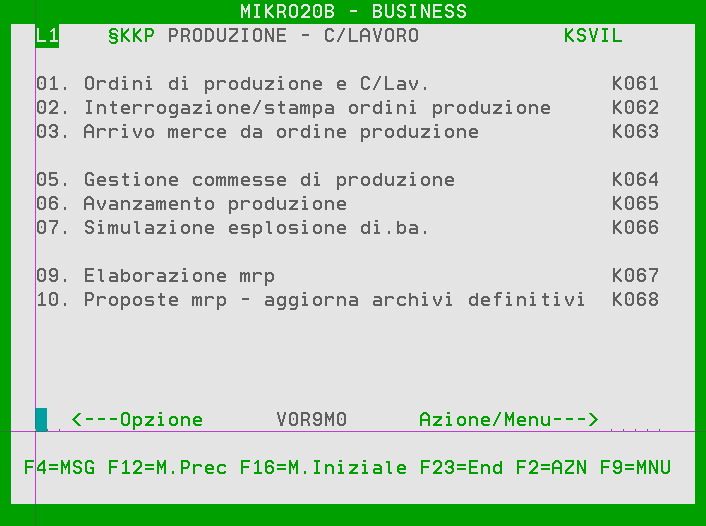 MIKRO20B - BUSINESS
L1 §KKP PRODUZIONE - C/LAVORO KSVIL
01. Ordini di produzione e C/Lav. K061
02. Interrogazione/stampa ordini produzione K062
03. Arrivo merce da ordine produzione K063
05. Gestione commesse di produzione K064
06. Avanzamento produzione K065
07. Simulazione esplosione di.ba. K066
09. Elaborazione mrp K067
10. Proposte mrp - aggiorna archivi definitivi K068
<---Opzione V0R9M0 Azione/Menu--->
F4=MSG F12=M.Prec F16=M.Iniziale F23=End F2=AZN F9=MNU